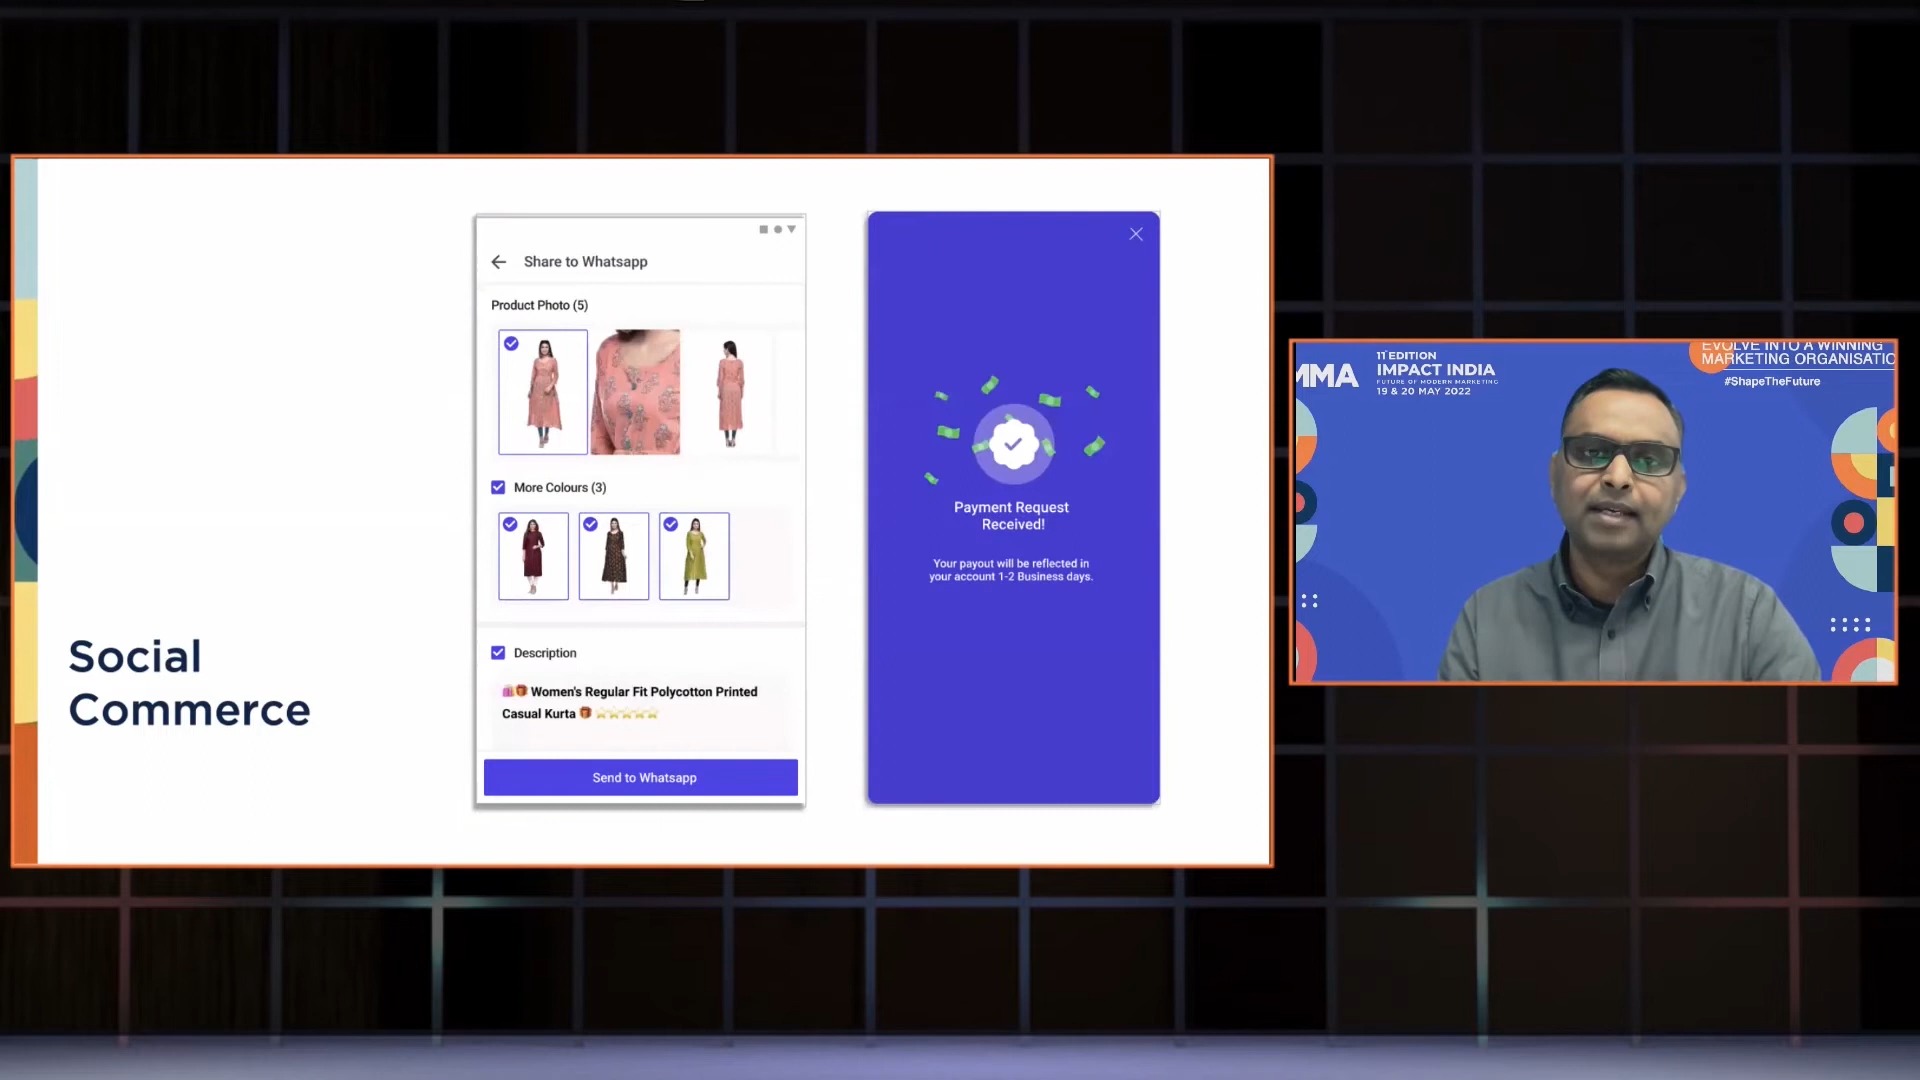 Social
Commerce
Share to Whatsapp
Product Photo (5)
More Colours (3)
Description
Women's Regular Fit Polycotton Printed
Casual Kurta
Send to Whatsapp
Payment Request
Received!
Your payout will be reflected in
your account 1-2 Business days.
MMA
11 EDITION
IMPACT INDIA
FUTURE OF MODERN MARKETING
19 & 20 MAY 2022
EVOLVE INTO A WINNING
MARKETING ORGANISATIO
#ShapeTheFuture